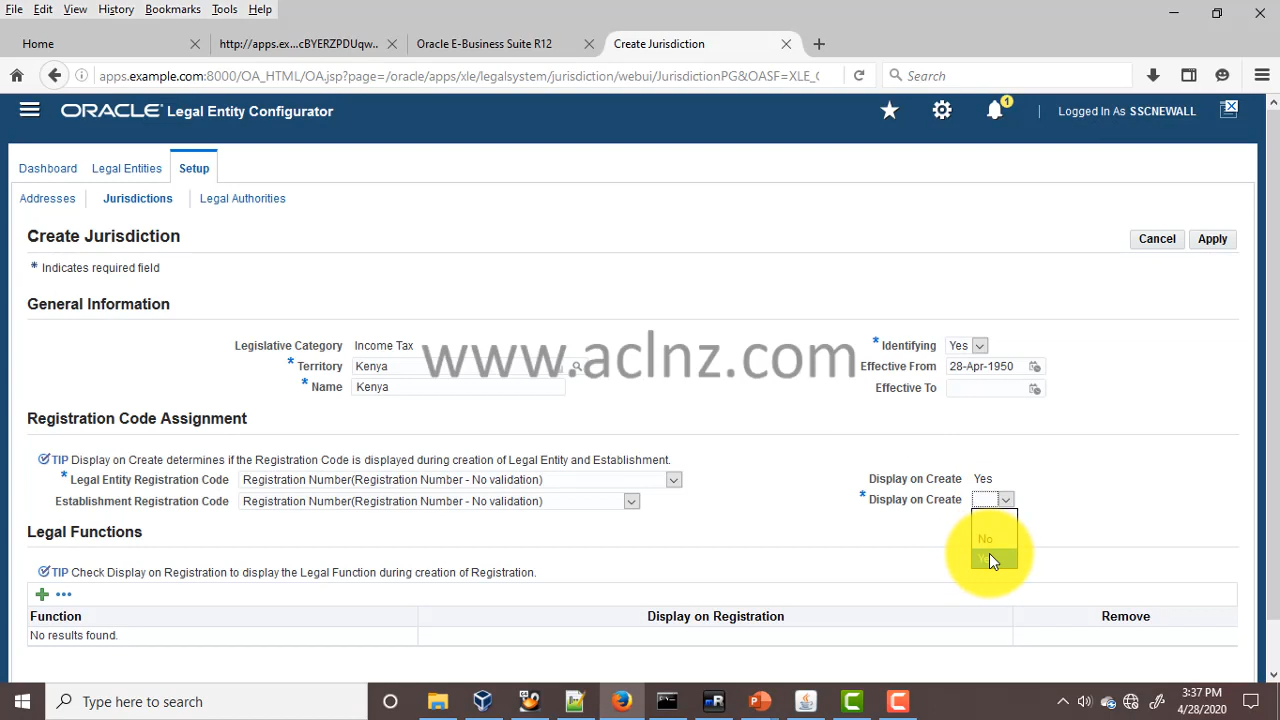 File Edit View History Bookmarks Tools Help
Home
http://apps.ex...cBYERZPDUqw..
Oracle E-Business Suite R12
Create Jurisdiction
apps.example.com:8000/OA_HTML/OA.jsp?page=/oracle/apps/xle/legalsystem/jurisdiction/webui/JurisdictionPG&OASF=XLE_C
Search
ORACLE Legal Entity Configurator
1
Logged In As SSCNEWALL
Dashboard Legal Entities Setup
Addresses Jurisdictions Legal Authorities
Create Jurisdiction
Cancel Apply
* Indicates required field
General Information
Legislative Category Income Tax
* Identifying Yes
* Territory Kenya
Effective From 28-Apr-1950
* Name Kenya
Effective To
www.aclnz.com
Registration Code Assignment
TIP Display on Create determines if the Registration Code is displayed during creation of Legal Entity and Establishment.
* Legal Entity Registration Code Registration Number(Registration Number - No validation)
Display on Create Yes
Establishment Registration Code Registration Number(Registration Number - No validation)
* Display on Create
No
Legal Functions
TIP Check Display on Registration to display the Legal Function during creation of Registration.
Function Display on Registration Remove
No results found.
Type here to search
3:37 PM
4/28/2020